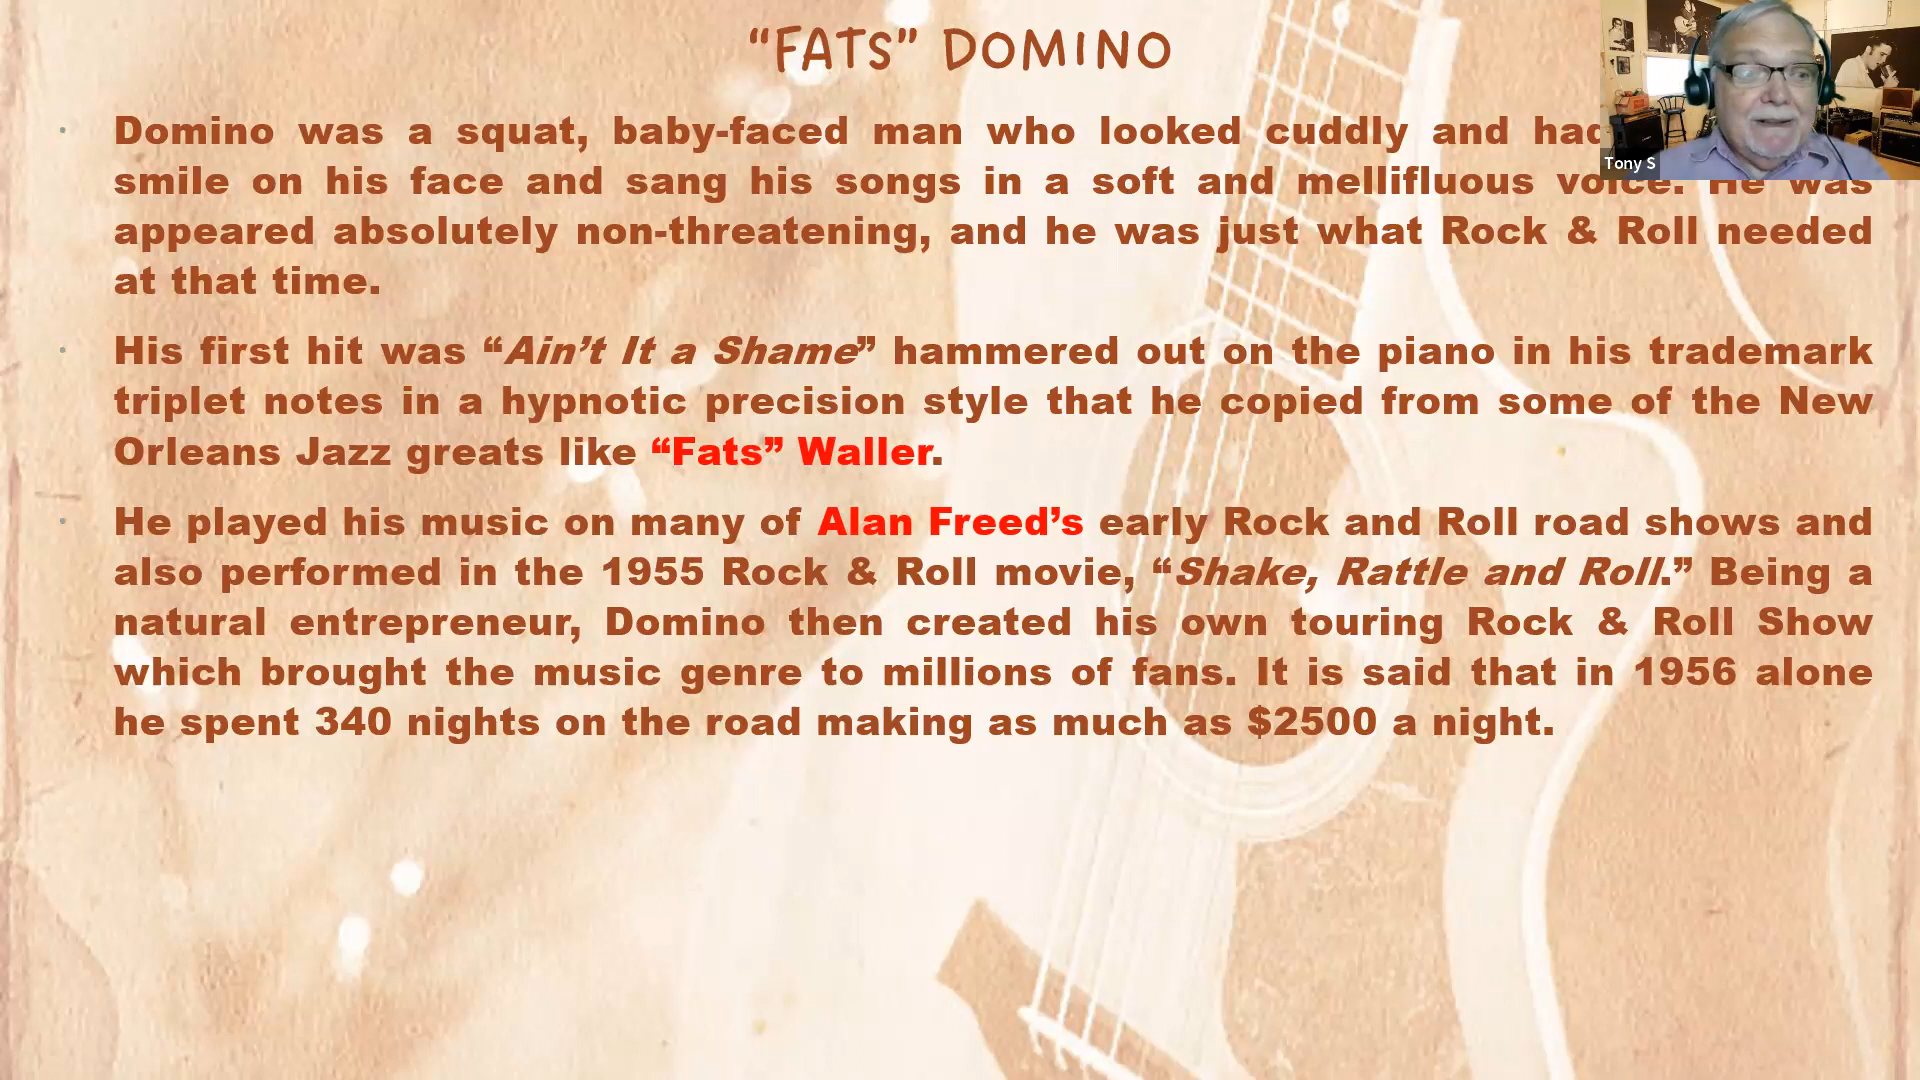 “FATS” DOMINO
Domino was a squat, baby-faced man who looked cuddly and had
smile on his face and sang his songs in a soft and mellifluous voice. He was
appeared absolutely non-threatening, and he was just what Rock & Roll needed
at that time.
His first hit was “Ain’t It a Shame” hammered out on the piano in his trademark
triplet notes in a hypnotic precision style that he copied from some of the New
Orleans Jazz greats like “Fats” Waller.
He played his music on many of Alan Freed’s early Rock and Roll road shows and
also performed in the 1955 Rock & Roll movie, “Shake, Rattle and Roll.” Being a
natural entrepreneur, Domino then created his own touring Rock & Roll Show
which brought the music genre to millions of fans. It is said that in 1956 alone
he spent 340 nights on the road making as much as $2500 a night.
Tony S